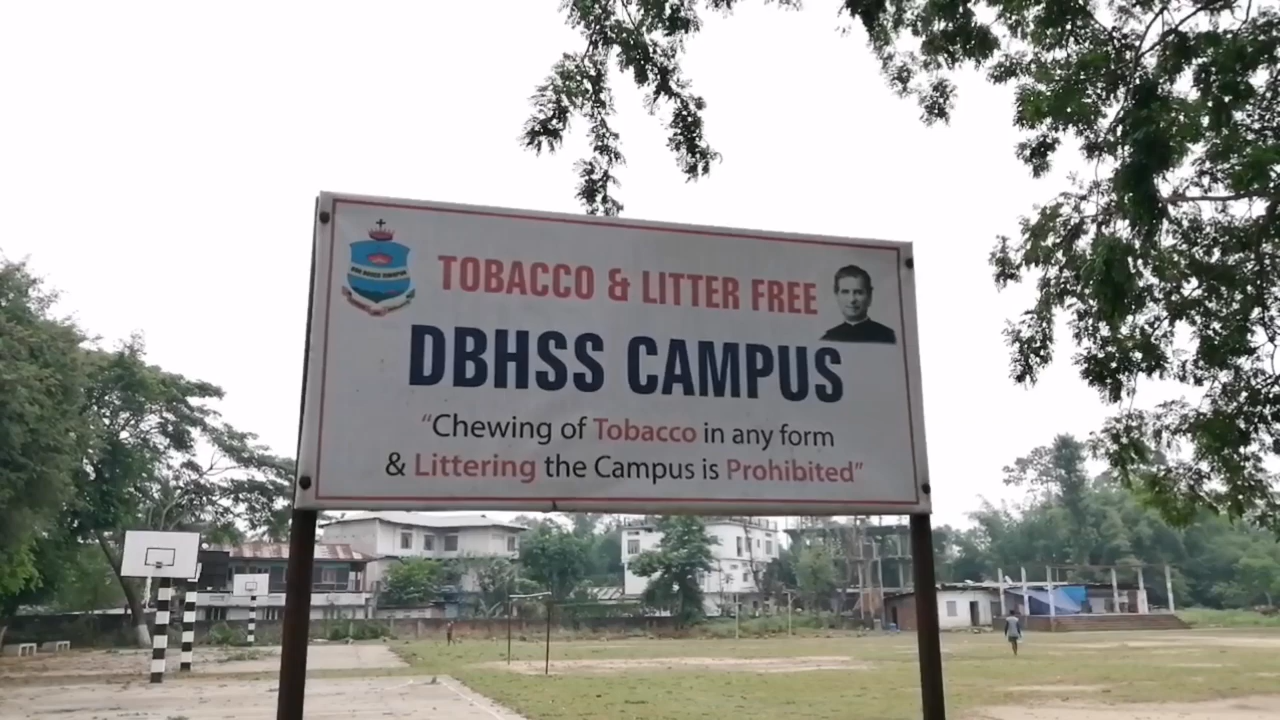 TOBACCO & LITTER FREE
DBHSS CAMPUS
“Chewing of Tobacco in any form
& Littering the Campus is Prohibited”